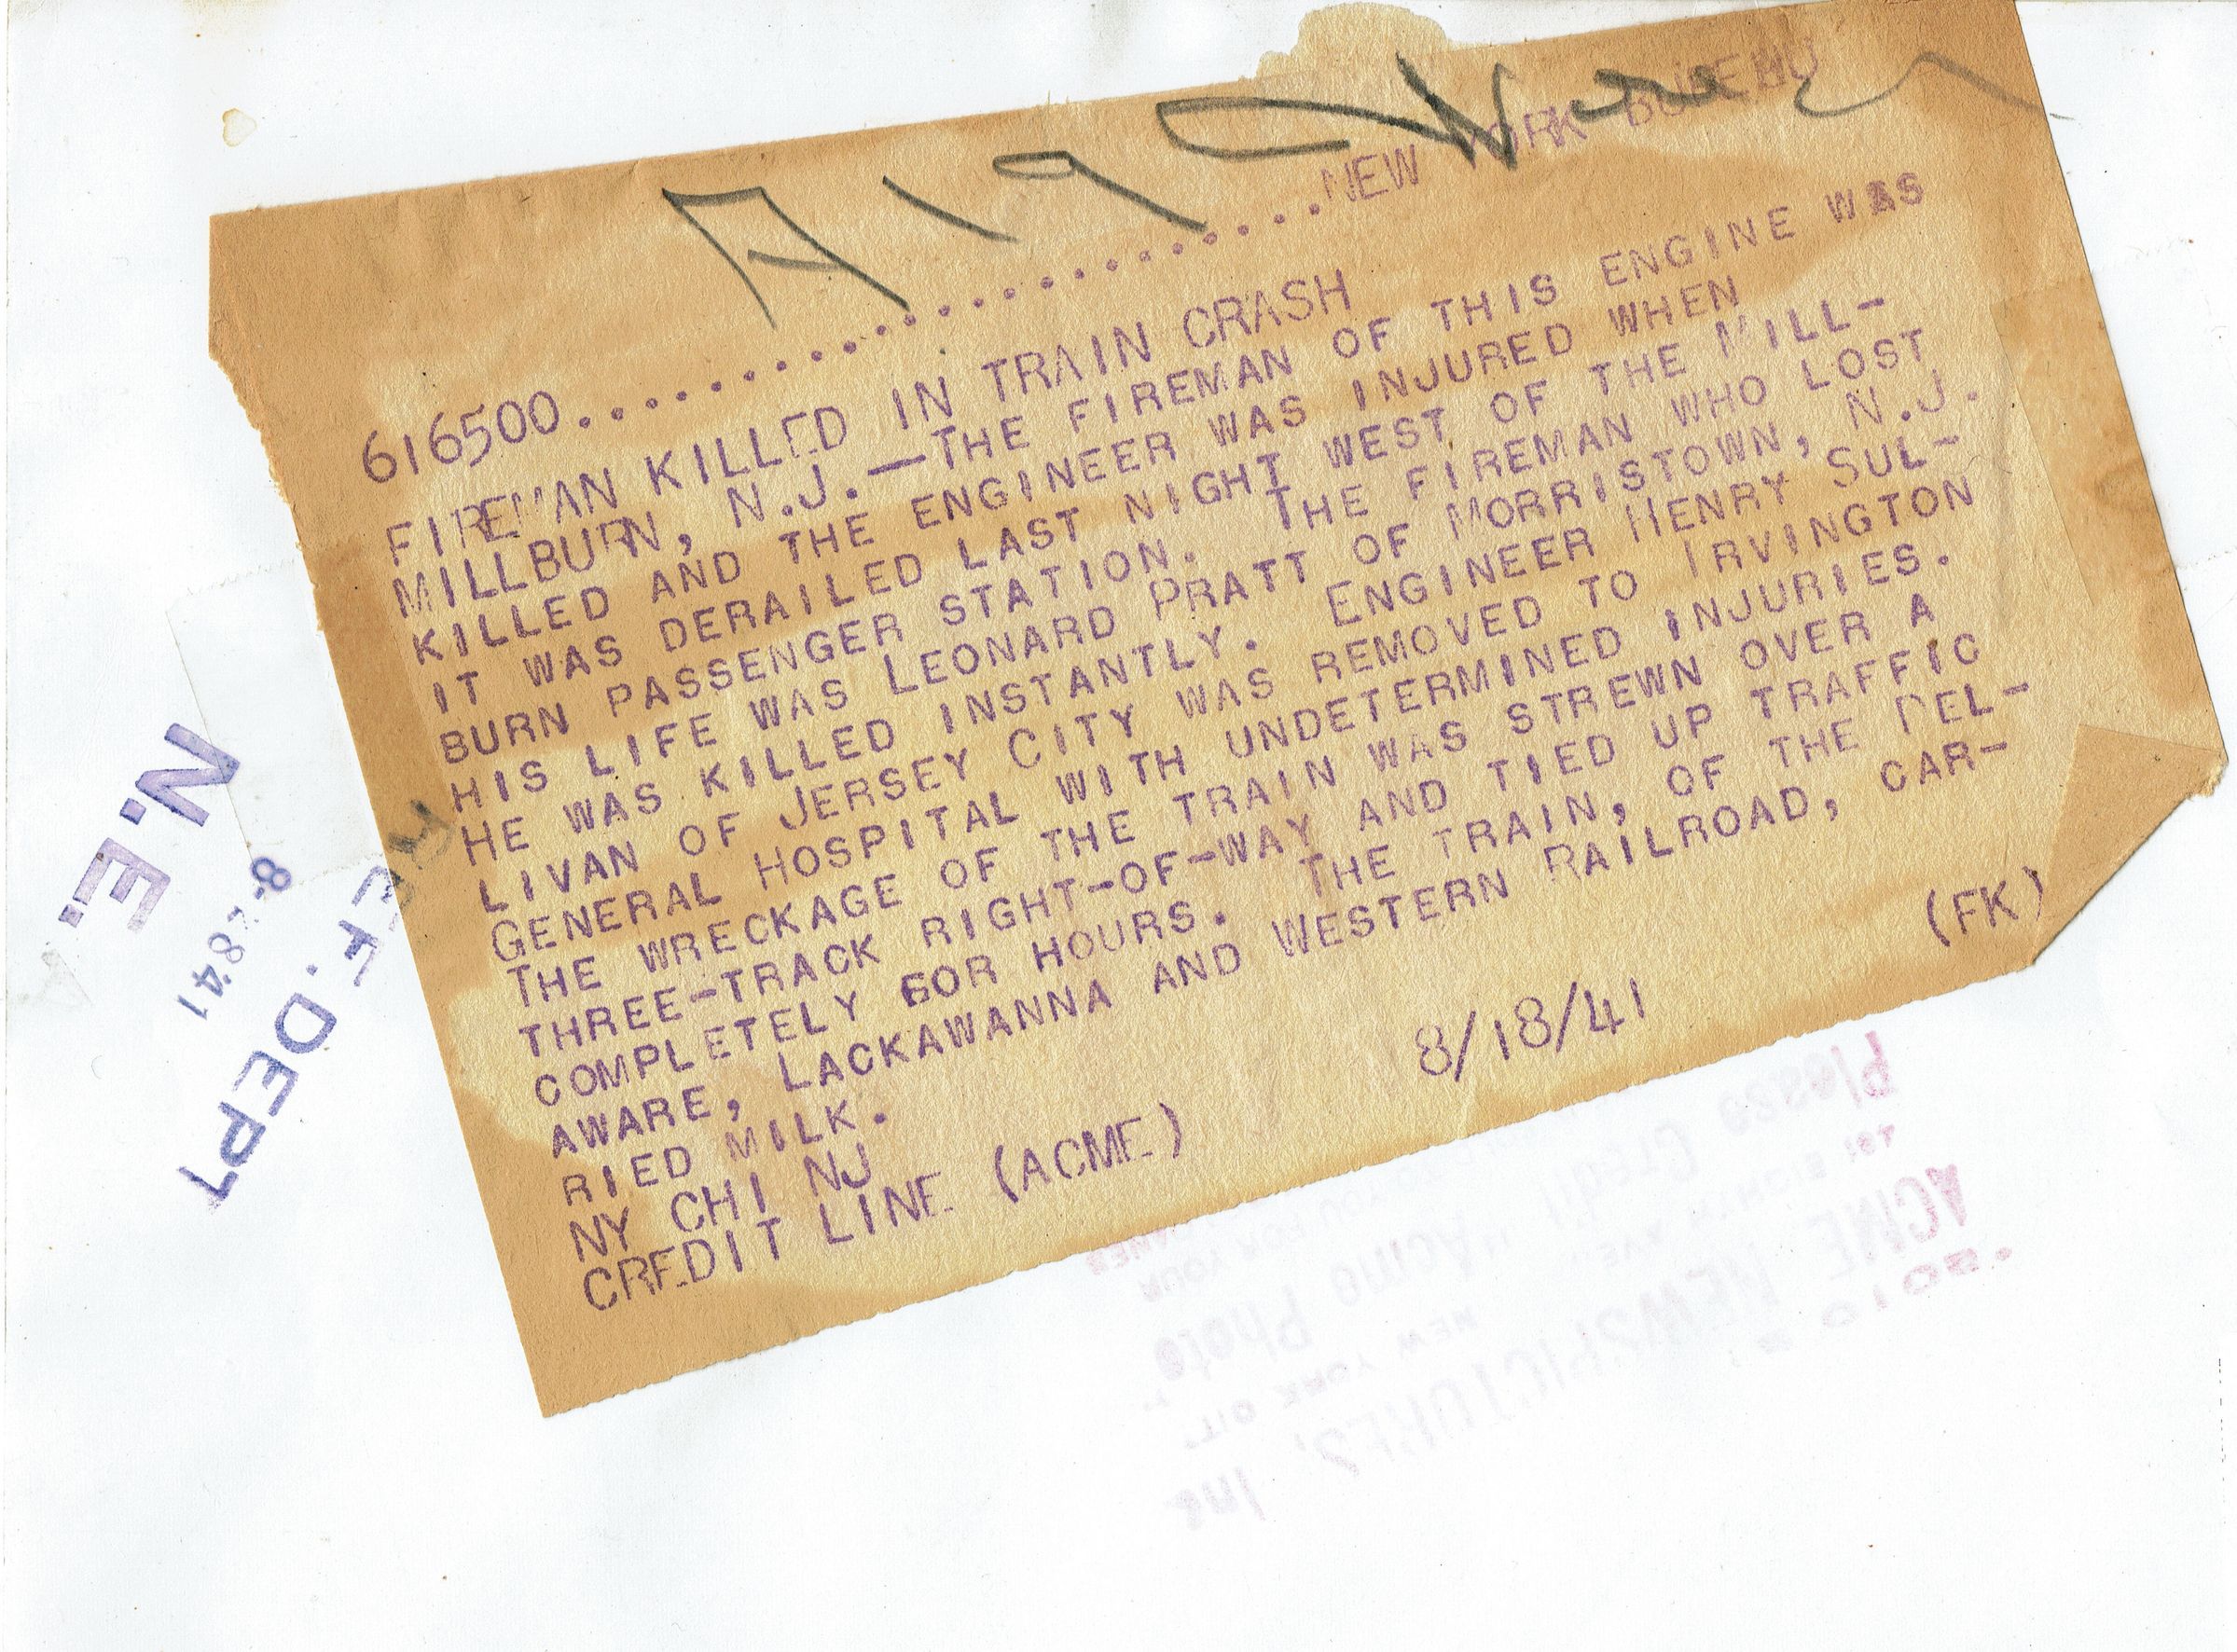 616500........................NEW YORK BUREAU
FIREMAN KILLED IN TRAIN CRASH
MILLBURN, N.J.—THE FIREMAN OF THIS ENGINE WAS
KILLED AND THE ENGINEER WAS INJURED WHEN
IT WAS DERAILED LAST NIGHT WEST OF THE MILL-
BURN PASSENGER STATION. THE FIREMAN WHO LOST
HIS LIFE WAS LEONARD PRATT OF MORRISTOWN, N.J.
HE WAS KILLED INSTANTLY. ENGINEER HENRY SUL-
LIVAN OF JERSEY CITY WAS REMOVED TO IRVINGTON
GENERAL HOSPITAL WITH UNDETERMINED INJURIES.
THE WRECKAGE OF THE TRAIN WAS STREWN OVER A
THREE-TRACK RIGHT-OF-WAY AND TIED UP TRAFFIC
COMPLETELY FOR HOURS. THE TRAIN, OF THE DEL-
AWARE, LACKAWANNA AND WESTERN RAILROAD, CAR-
RIED MILK.
NY CHI NJ
CREDIT LINE (ACME) 8/18/41 (FK)
N.E.
EF. DEPT
Please Credit
ACME NEWSPICTURES, Inc
NEW YORK CITY
Photo